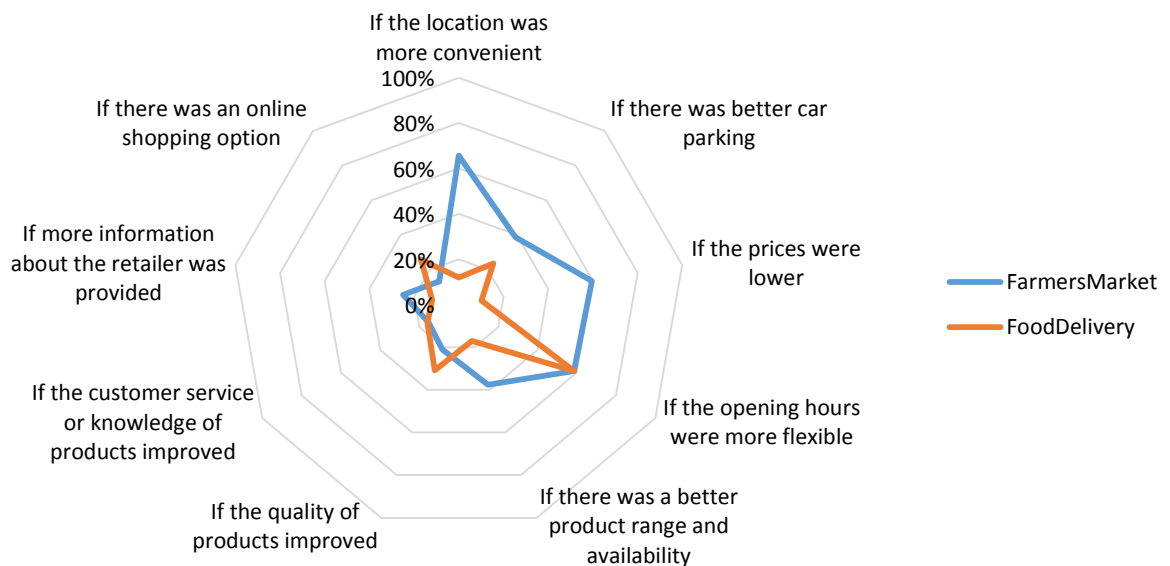 If the location was
more convenient
100%
80%
60%
40%
20%
0%
If there was better car
parking
If the prices were
lower
If the opening hours
were more flexible
If there was a better
product range and
availability
If the quality of
products improved
If the customer service
or knowledge of
products improved
If more information
about the retailer was
provided
If there was an online
shopping option
FarmersMarket
FoodDelivery